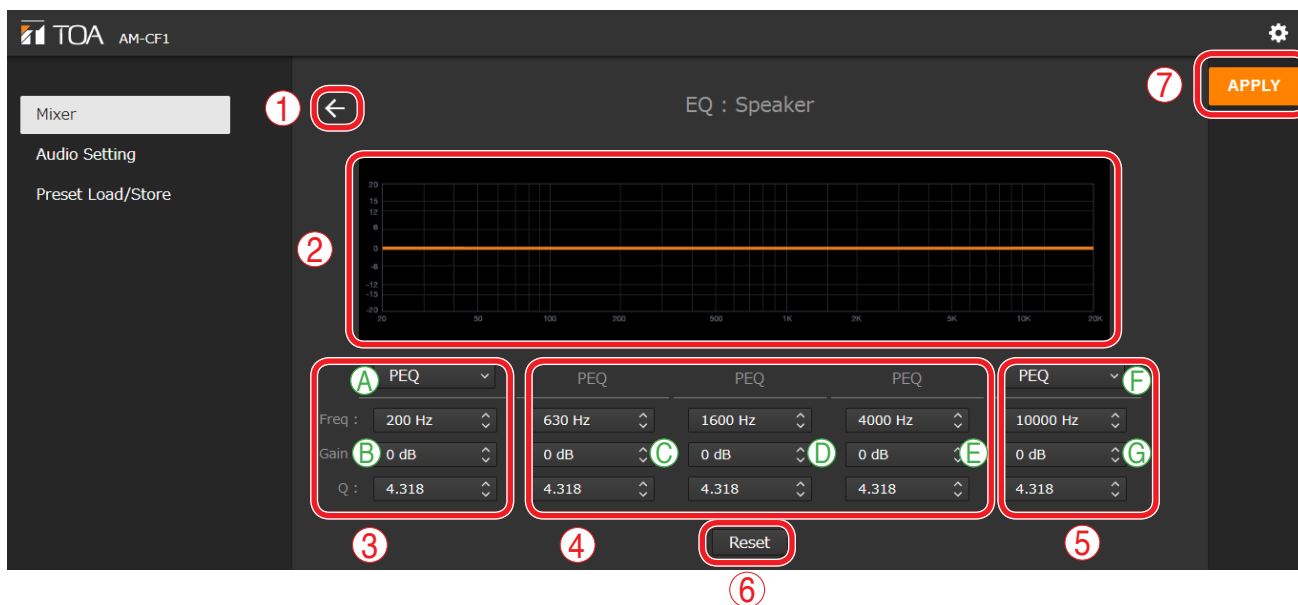 TOA AM-CF1
7 APPLY
Mixer
1
EQ : Speaker
Audio Setting
Preset Load/Store
2
20
15
12
6
0
-6
-12
-15
-20
20 50 100 200 500 1K 2K 5K 10K 20K
A PEQ PEQ PEQ PEQ PEQ F
Freq : 200 Hz 630 Hz 1600 Hz 4000 Hz 10000 Hz
Gain B 0 dB 0 dB C 0 dB D 0 dB E 0 dB G
Q : 4.318 4.318 4.318 4.318 4.318
3 4 Reset 5
6